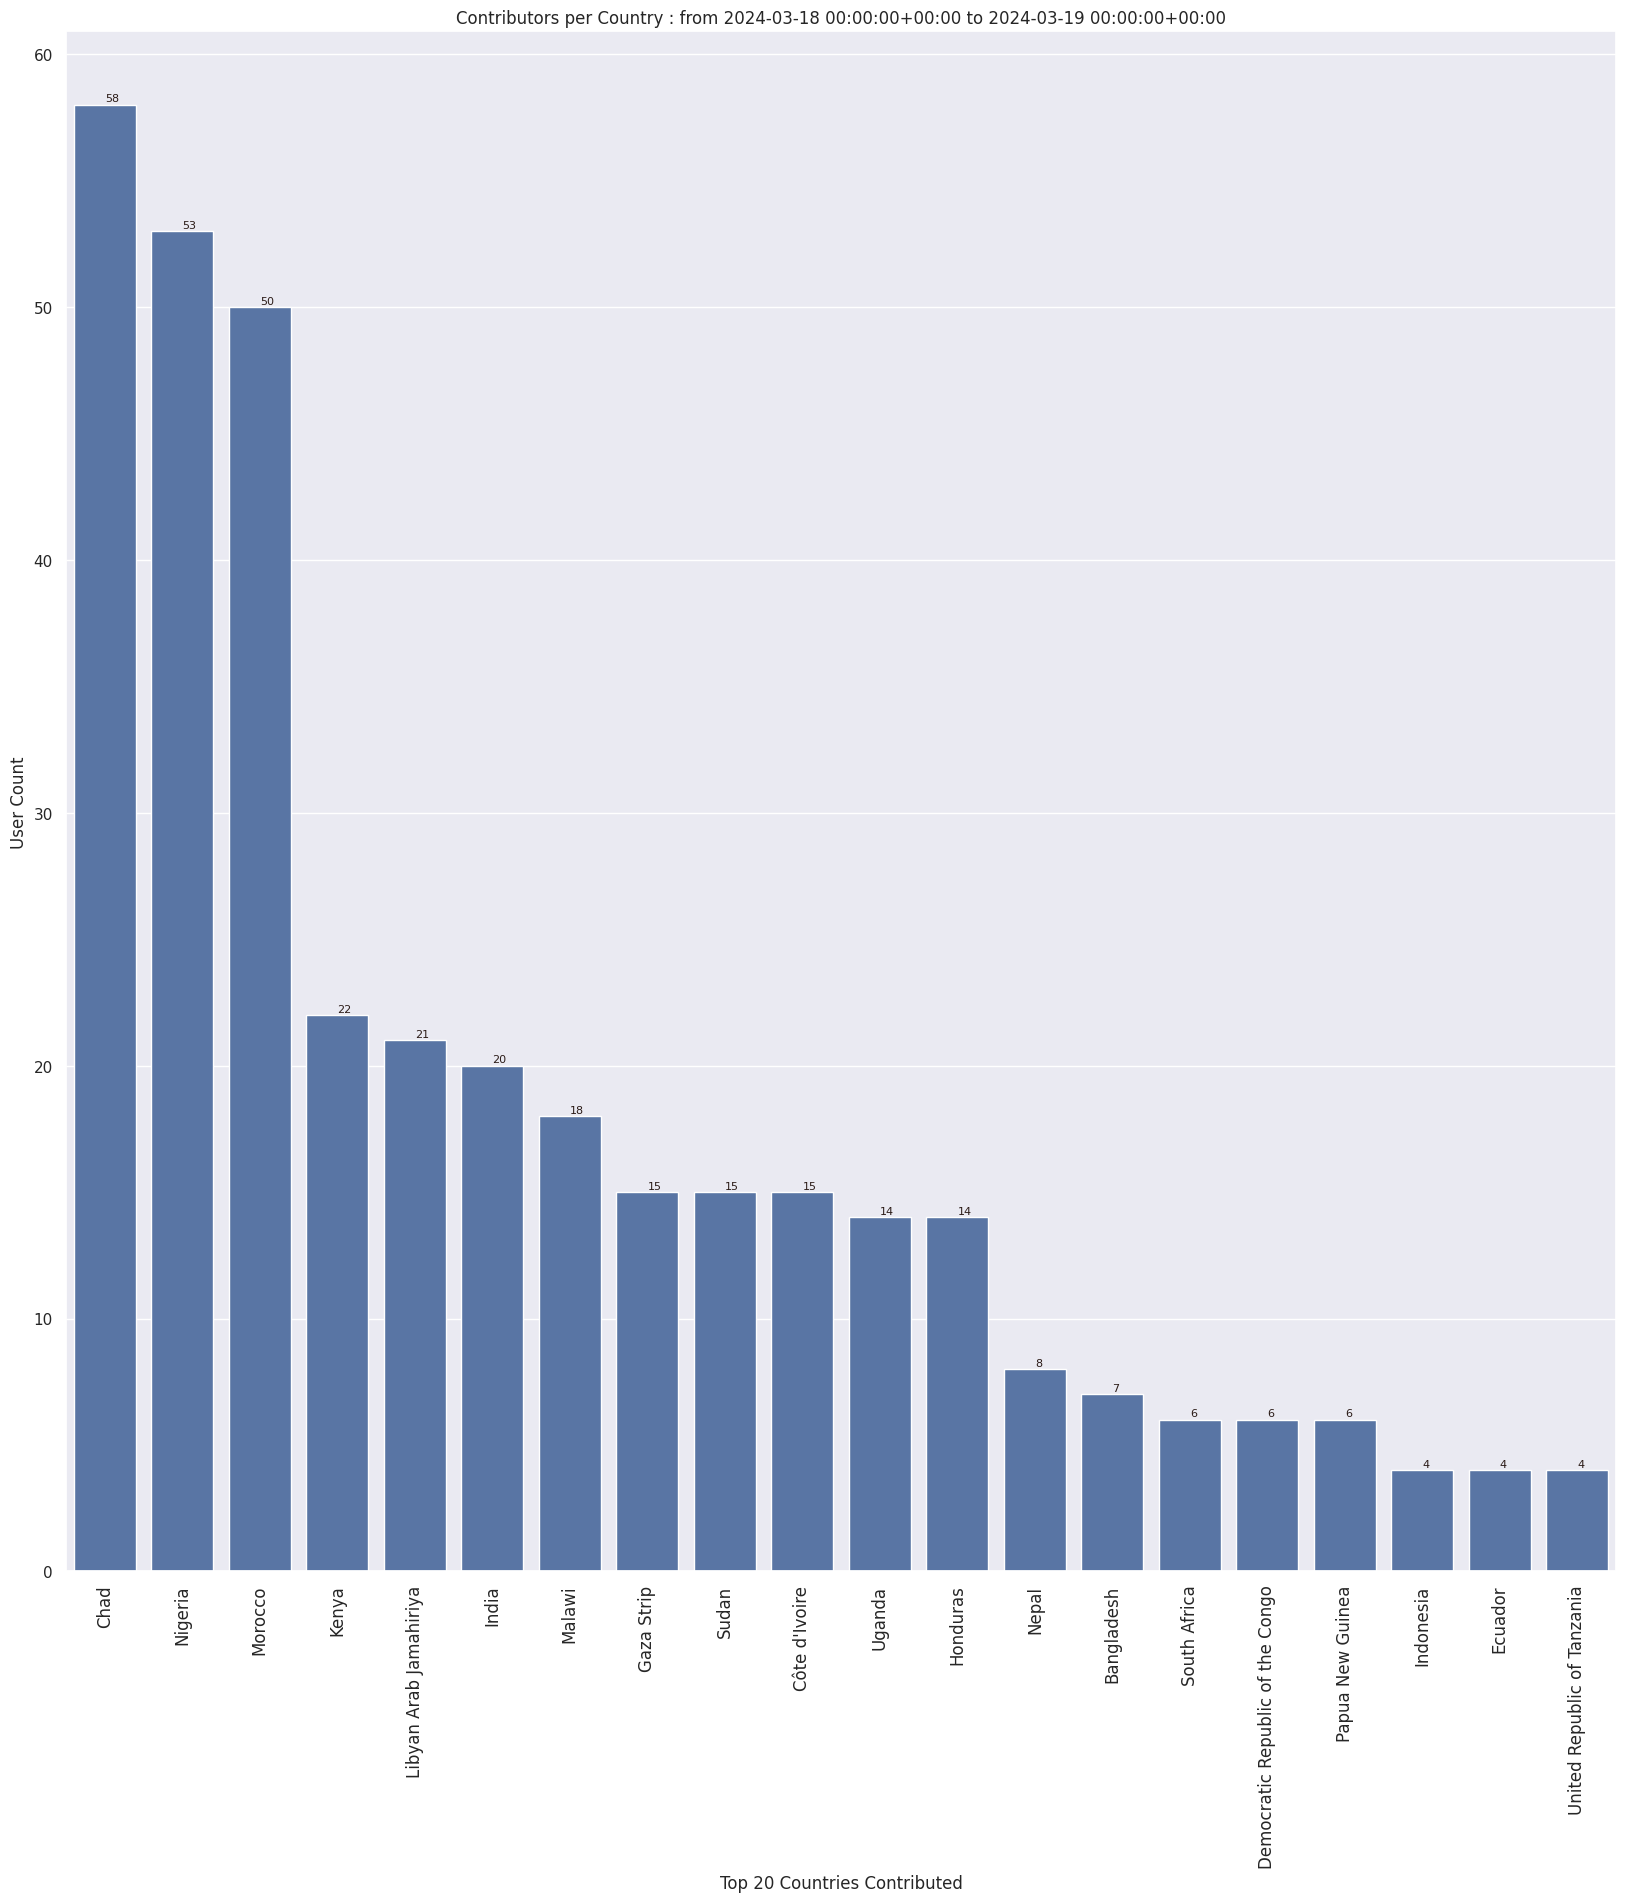 Contributors per Country : from 2024-03-18 00:00:00+00:00 to 2024-03-19 00:00:00+00:00
User Count
60
50
40
30
20
10
0
58
53
50
22
21
20
18
15
15
15
14
14
8
7
6
6
6
4
4
4
Chad
Nigeria
Morocco
Kenya
Libyan Arab Jamahiriya
India
Malawi
Gaza Strip
Sudan
Côte d'Ivoire
Uganda
Honduras
Nepal
Bangladesh
South Africa
Democratic Republic of the Congo
Papua New Guinea
Indonesia
Ecuador
United Republic of Tanzania
Top 20 Countries Contributed